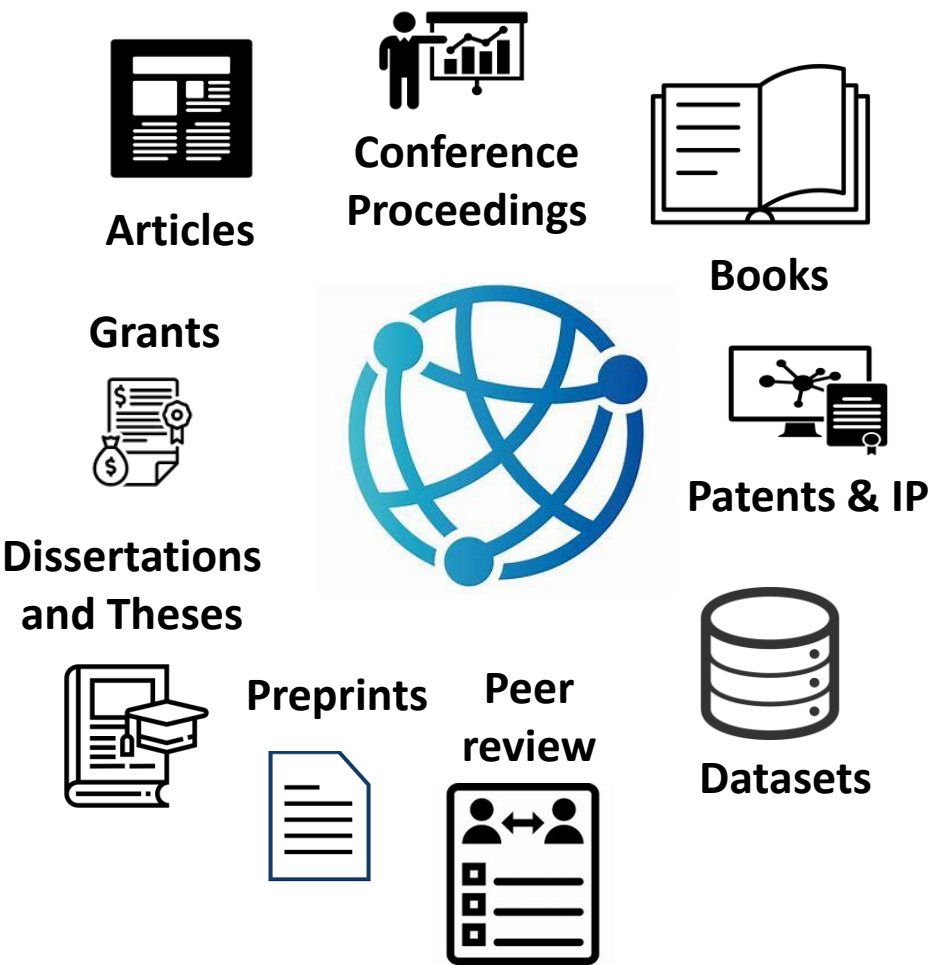 Conference
Proceedings
Articles
Books
Grants
Patents & IP
Dissertations
and Theses
Preprints
Peer
review
Datasets